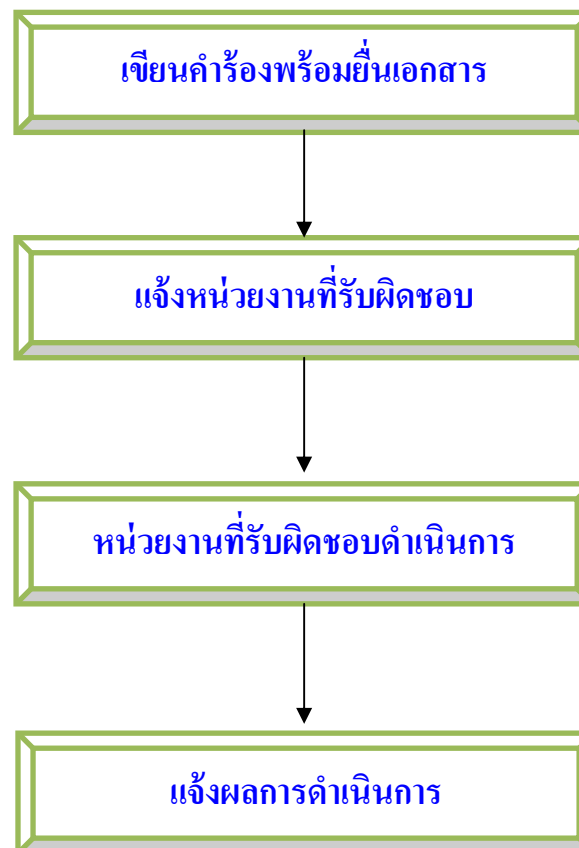 เขียนคำร้องพร้อมยื่นเอกสาร
แจ้งหน่วยงานที่รับผิดชอบ
หน่วยงานที่รับผิดชอบดำเนินการ
แจ้งผลการดำเนินการ